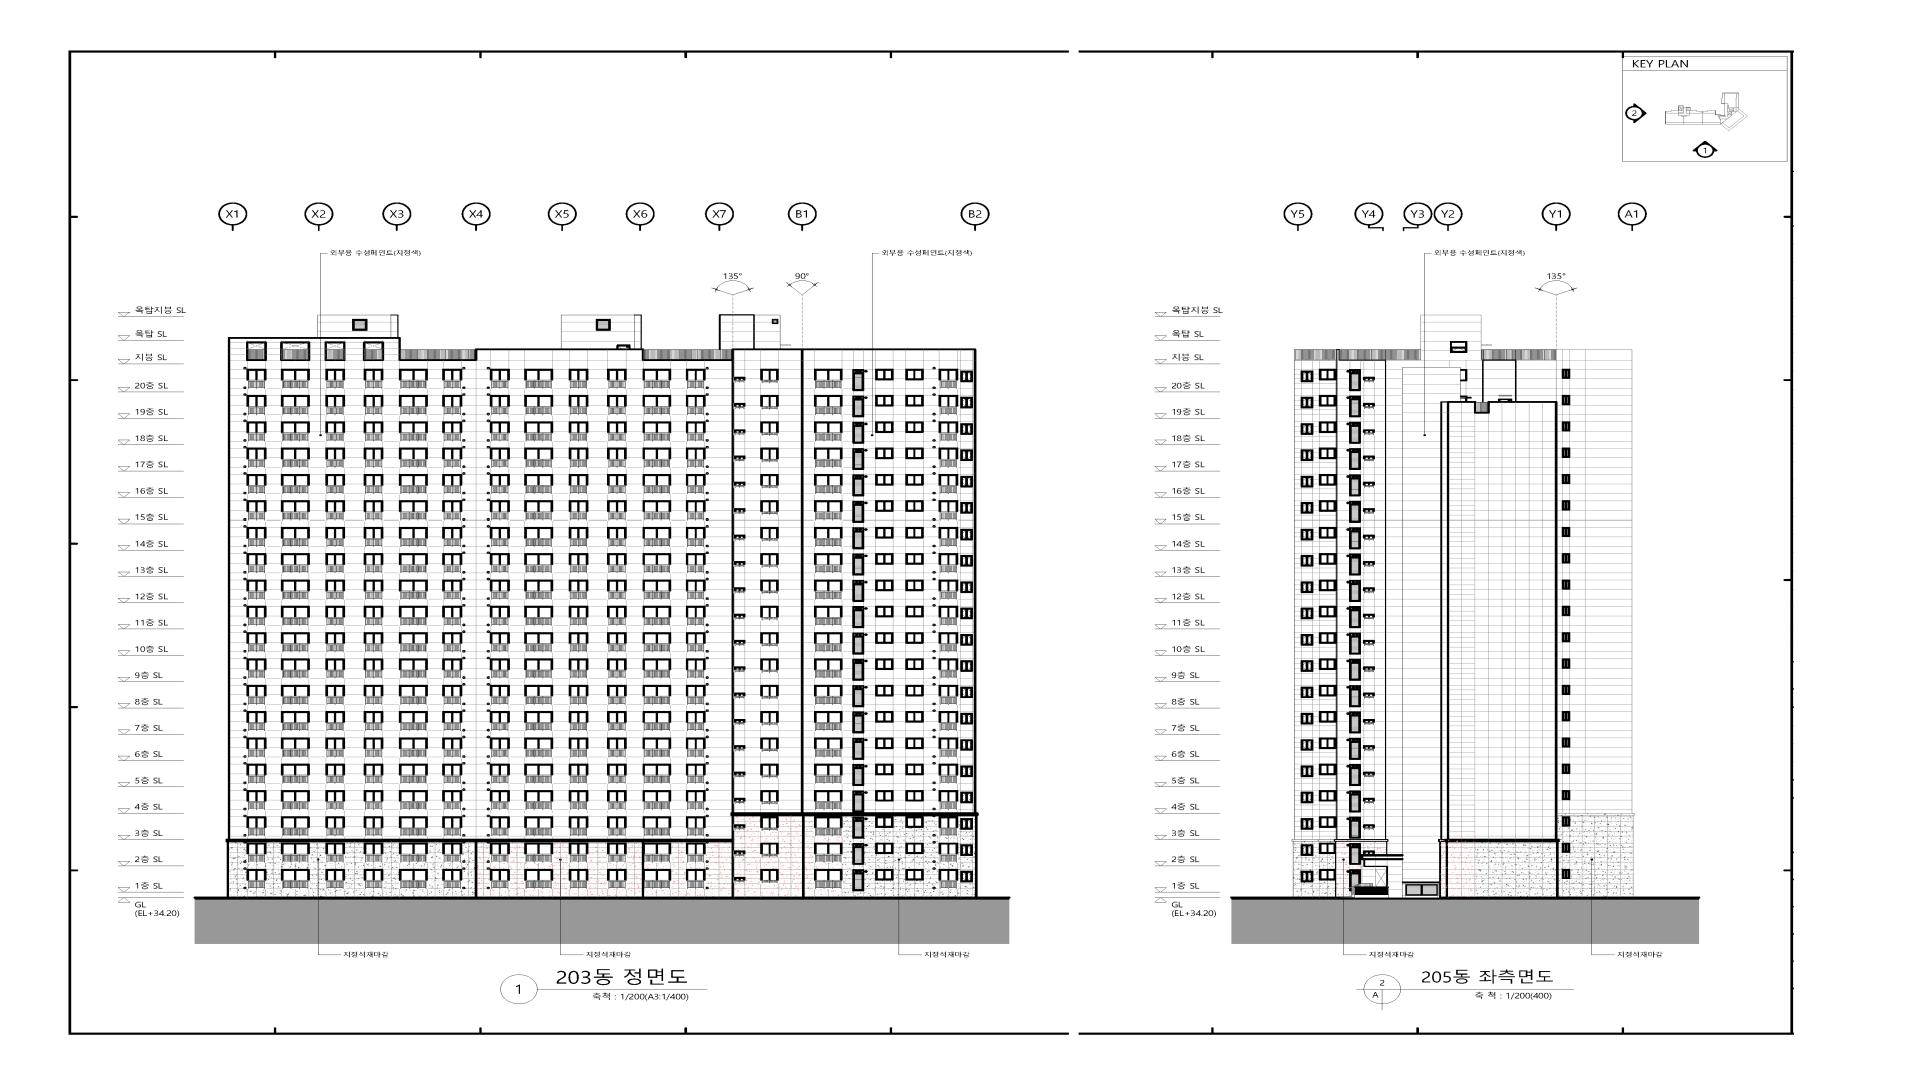 KEY PLAN
2
1
X1 X2 X3 X4 X5 X6 X7 B1 B2
Y5 Y4 Y3 Y2 Y1 A1
외부용 수성페인트(지정색)
외부용 수성페인트(지정색)
외부용 수성페인트(지정색)
135°
90°
135°
옥탑지붕 SL
옥탑 SL
지붕 SL
20층 SL
19층 SL
18층 SL
17층 SL
16층 SL
15층 SL
14층 SL
13층 SL
12층 SL
11층 SL
10층 SL
9층 SL
8층 SL
7층 SL
6층 SL
5층 SL
4층 SL
3층 SL
2층 SL
1층 SL
GL
(EL+34.20)
지정석재마감
지정석재마감
지정석재마감
1
203동 정면도
축 척 : 1/200(A3:1/400)
옥탑지붕 SL
옥탑 SL
지붕 SL
20층 SL
19층 SL
18층 SL
17층 SL
16층 SL
15층 SL
14층 SL
13층 SL
12층 SL
11층 SL
10층 SL
9층 SL
8층 SL
7층 SL
6층 SL
5층 SL
4층 SL
3층 SL
2층 SL
1층 SL
GL
(EL+34.20)
지정석재마감
지정석재마감
2
A
205동 좌측면도
축 척 : 1/200(400)